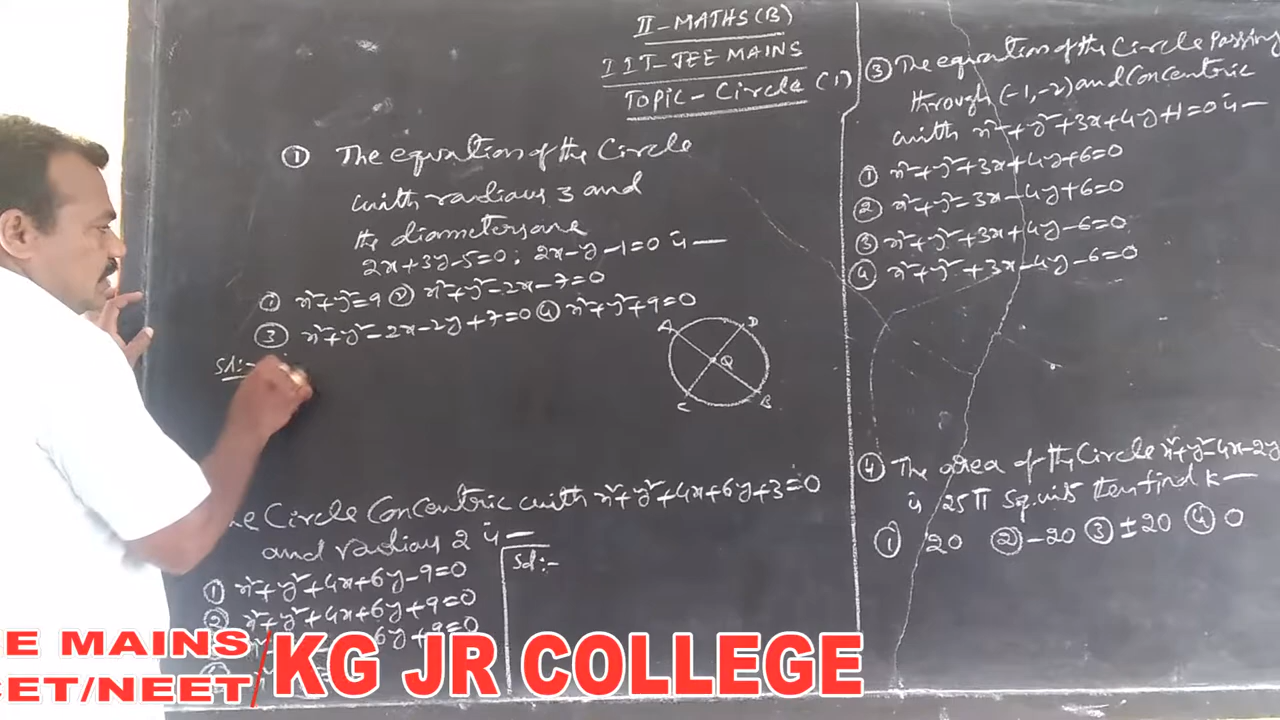 II-MATHS(B)
IIT-JEE MAINS
TOPIC-Circle (1)
① The equation of the Circle
with radious 3 and
the diameters are
2x+3y-5=0; 2x-y-1=0 is —
① x²+y²=9 ② x²+y²-2x-7=0
③ x²+y²-2x-2y+7=0 ④ x²+y²+9=0
Sol:-
A D
Q
C B
Circle Concentric with x²+y²+4x+6y+3=0
and radious 2 is —
① x²+y²+4x+6y-9=0
② x²+y²+4x+6y+9=0
6y+9=0
Sol:-
③ The equation of the Circle Passing
through (-1,-2) and Concentric
with x²+y²+3x+4y+1=0 is —
① x²+y²+3x+4y+6=0
② x²+y²-3x-4y+6=0
③ x²+y²+3x+4y-6=0
④ x²+y²+3x-4y-6=0
④ The area of the Circle x²+y²-4x-2y
is 25π Sq.units then find k —
① 20 ② -20 ③ ±20 ④ 0
E MAINS
CET/NEET
/KG JR COLLEGE